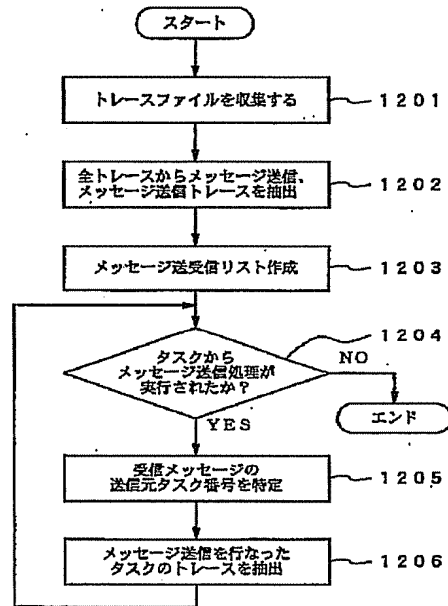 スタート
トレースファイルを収集する
1201
全トレースからメッセージ送信、
メッセージ送信トレースを抽出
1202
メッセージ送受信リスト作成
1203
タスクから
メッセージ送信処理が
実行されたか?
1204
NO
エンド
YES
受信メッセージの
送信元タスク番号を特定
1205
メッセージ送信を行なった
タスクのトレースを抽出
1206